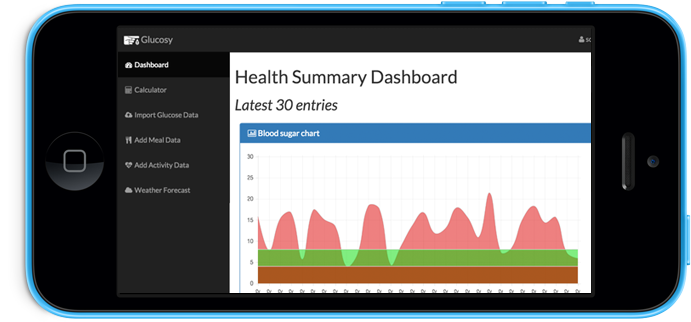 Glucosy
Dashboard
Calculator
Import Glucose Data
Add Meal Data
Add Activity Data
Weather Forecast
Health Summary Dashboard
Latest 30 entries
Blood sugar chart
30
25
20
15
10
5
0